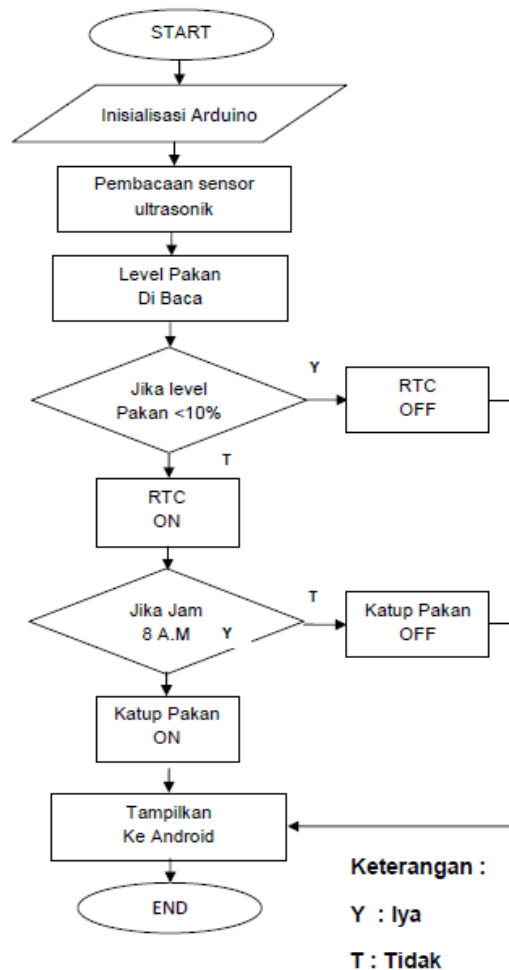 START
Inisialisasi Arduino
Pembacaan sensor
ultrasonik
Level Pakan
Di Baca
Jika level
Pakan <10%
Y
RTC
OFF
T
RTC
ON
Jika Jam
8 A.M
Y
T
Katup Pakan
OFF
Katup Pakan
ON
Tampilkan
Ke Android
END
Keterangan :
Y : Iya
T : Tidak